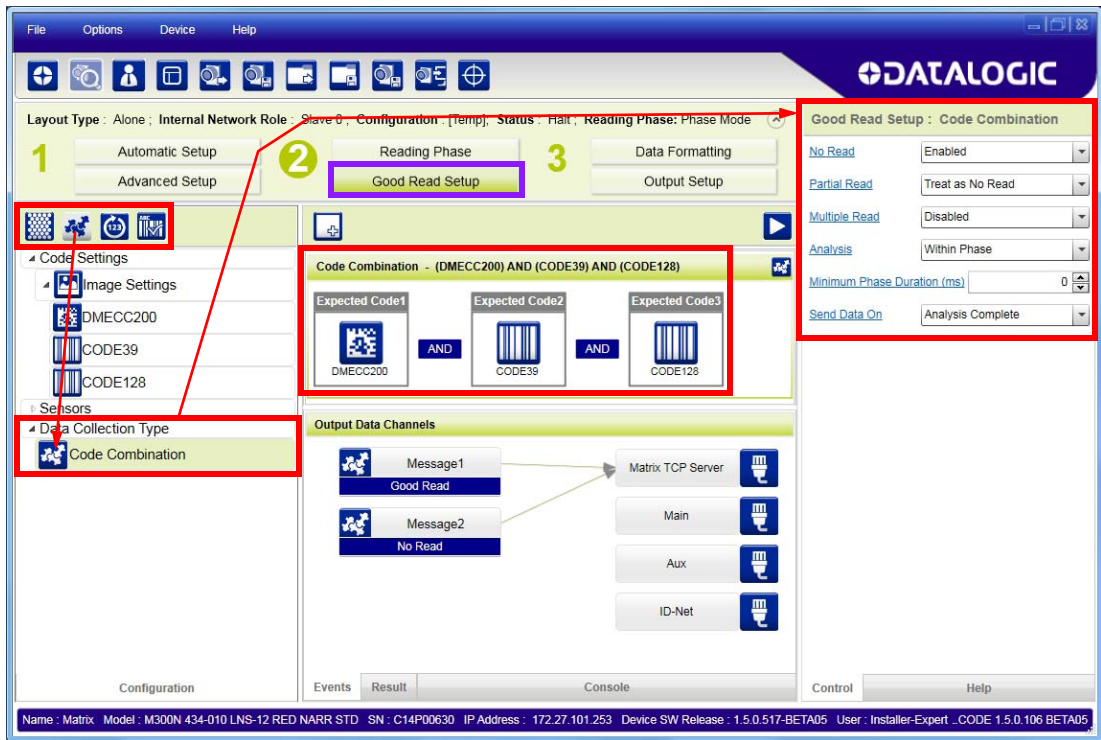 File Options Device Help
DATALOGIC
Layout Type : Alone ; Internal Network Role : Slave 0 ; Configuration : [Temp]; Status : Halt ; Reading Phase: Phase Mode
1 Automatic Setup
Advanced Setup
2 Reading Phase
Good Read Setup
3 Data Formatting
Output Setup
123
ABC
Code Settings
Image Settings
DMECC200
CODE39
CODE128
Sensors
Data Collection Type
Code Combination
Configuration
Code Combination - (DMECC200) AND (CODE39) AND (CODE128)
Expected Code1 Expected Code2 Expected Code3
AND AND
DMECC200 CODE39 CODE128
Output Data Channels
Message1
Good Read
Message2
No Read
Matrix TCP Server
Main
Aux
ID-Net
Events Result Console
Good Read Setup : Code Combination
No Read Enabled
Partial Read Treat as No Read
Multiple Read Disabled
Analysis Within Phase
Minimum Phase Duration (ms) 0
Send Data On Analysis Complete
Control Help
Name : Matrix Model : M300N 434-010 LNS-12 RED NARR STD SN : C14P00630 IP Address : 172.27.101.253 Device SW Release : 1.5.0.517-BETA05 User : Installer-Expert _CODE 1.5.0.106 BETA05